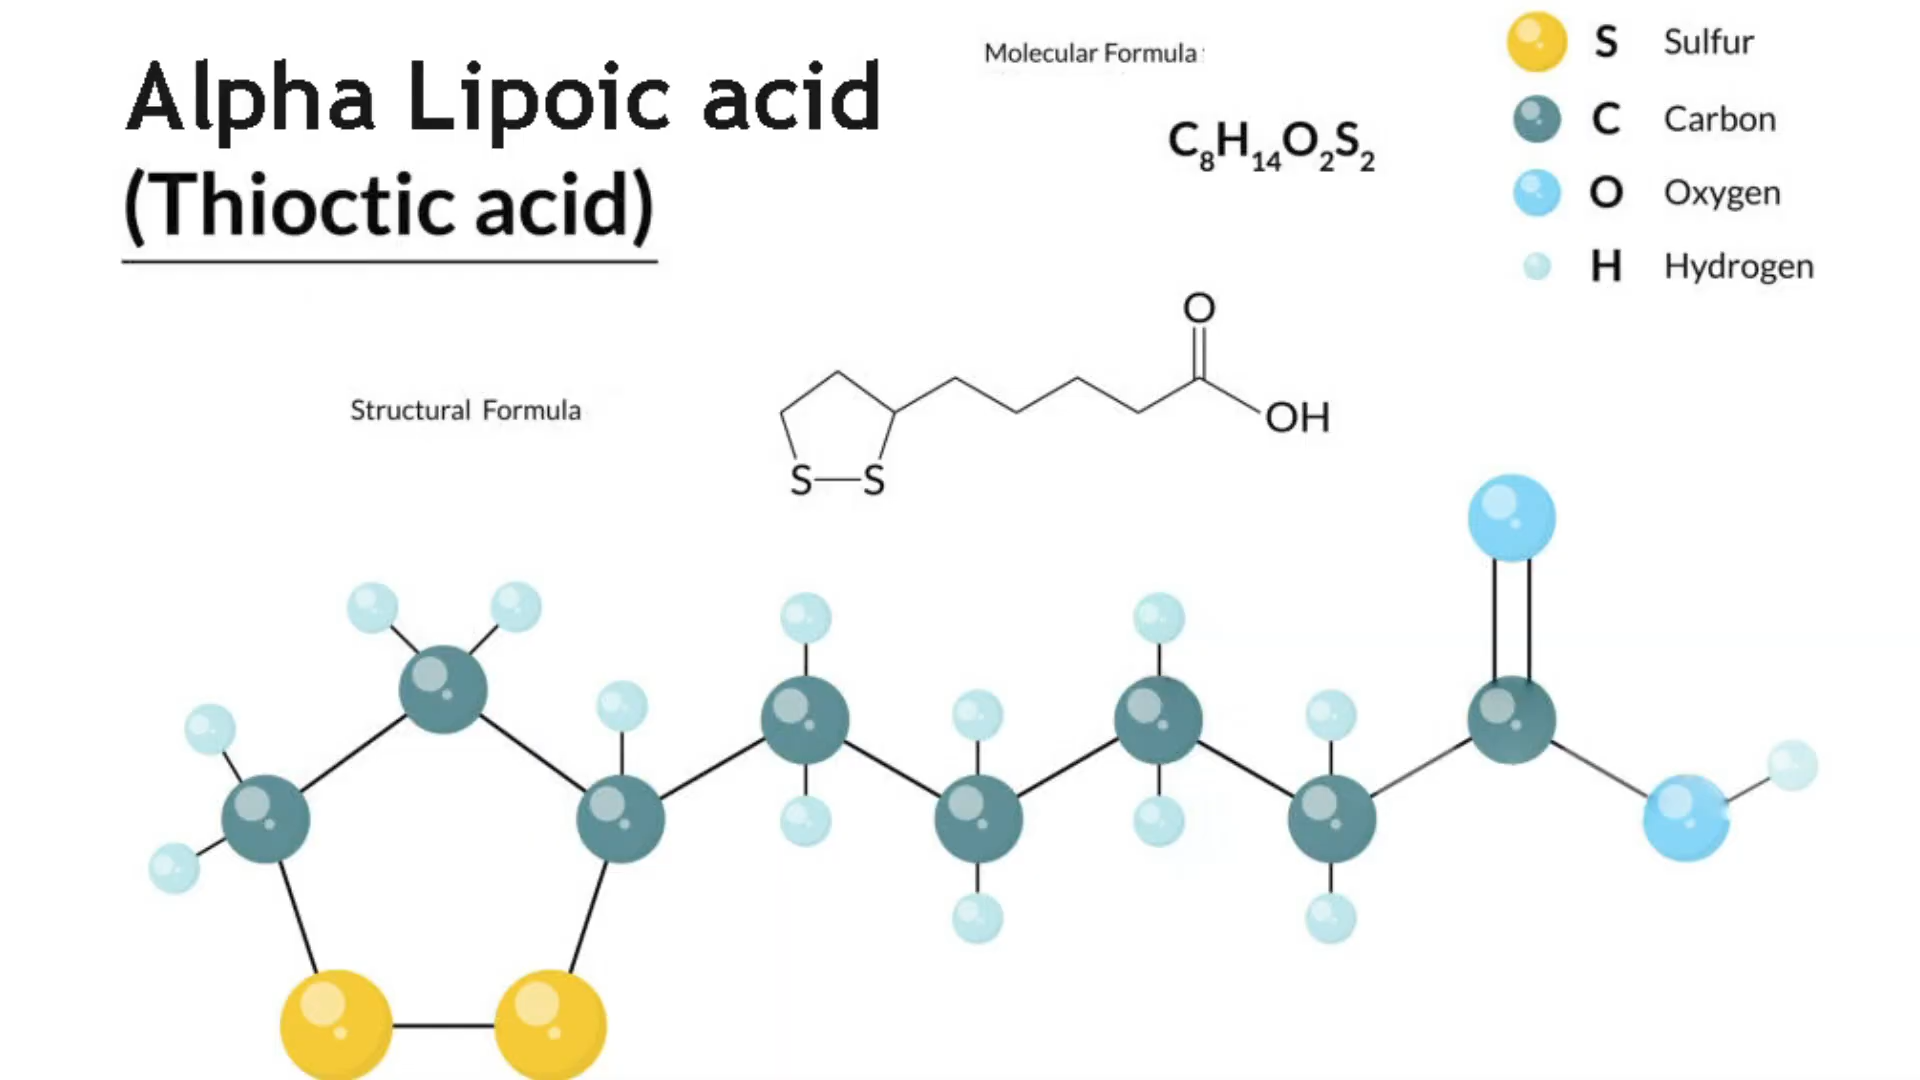 Alpha Lipoic acid
(Thioctic acid)
Molecular Formula:
C₈H₁₄O₂S₂
S Sulfur
C Carbon
O Oxygen
H Hydrogen
Structural Formula
O
OH
S S